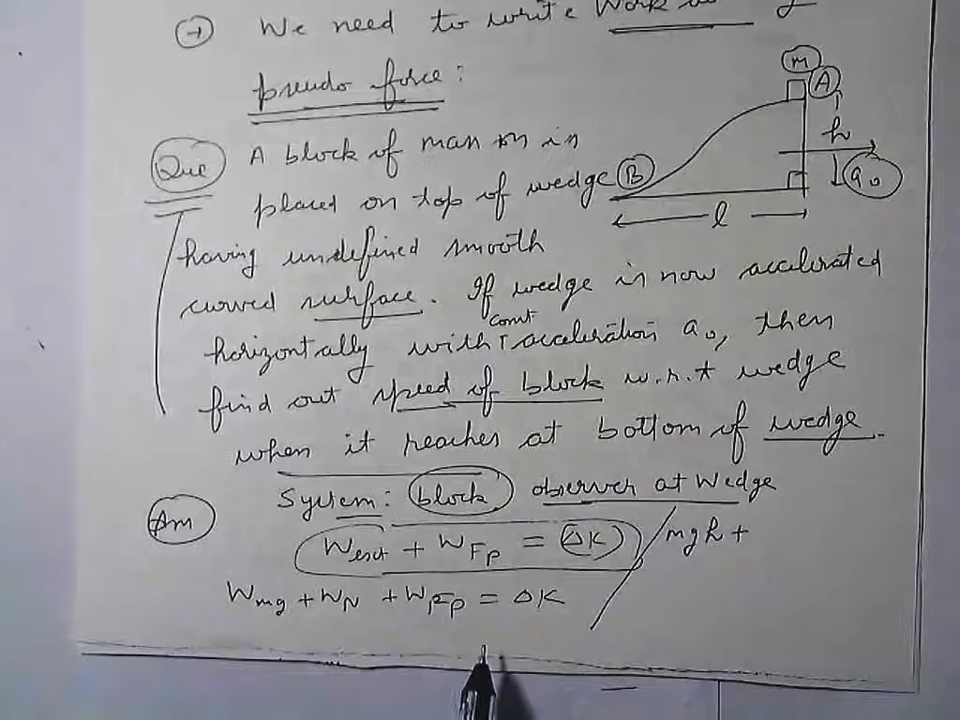 → We need to write work
pseudo force:
Que A block of mass m is
placed on top of wedge
having undefined smooth
curved surface. If wedge is now accelerated
horizontally with const acceleration a₀, then
find out speed of block w.r.t wedge
when it reaches at bottom of wedge.
m
A
h
B
a₀
l
Ans System: block observer at wedge
Wext + WFp = ΔK mgh +
Wmg + WN + WFp = ΔK